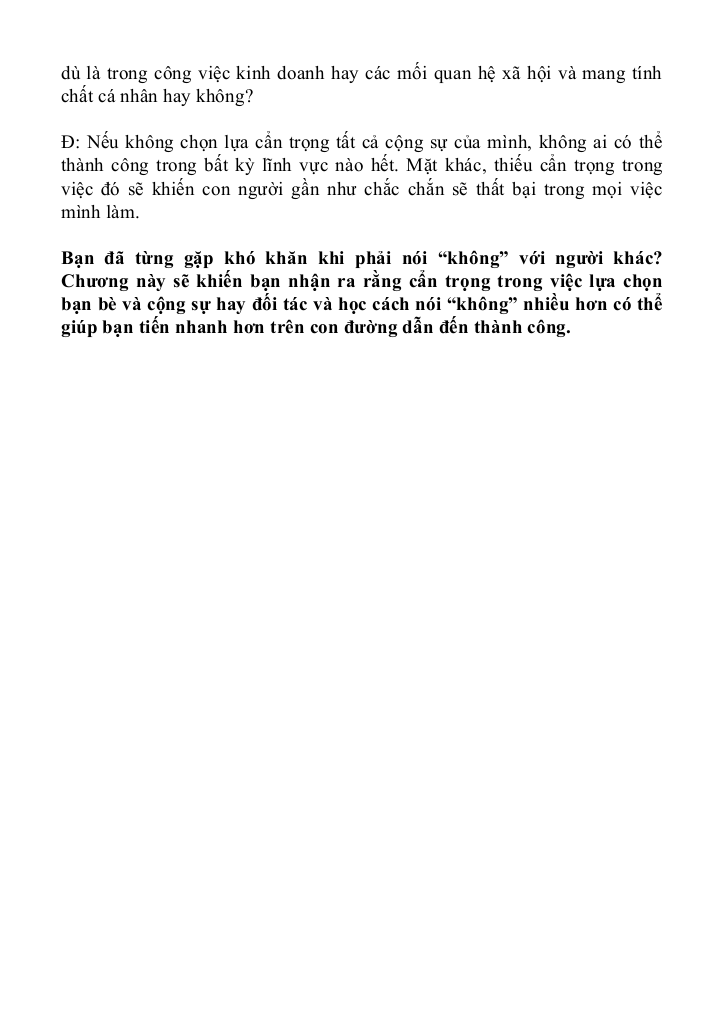 dù là trong công việc kinh doanh hay các mối quan hệ xã hội và mang tính
chất cá nhân hay không?
Đ: Nếu không chọn lựa cẩn trọng tất cả cộng sự của mình, không ai có thể
thành công trong bất kỳ lĩnh vực nào hết. Mặt khác, thiếu cẩn trọng trong
việc đó sẽ khiến con người gần như chắc chắn sẽ thất bại trong mọi việc
mình làm.
Bạn đã từng gặp khó khăn khi phải nói “không” với người khác?
Chương này sẽ khiến bạn nhận ra rằng cẩn trọng trong việc lựa chọn
bạn bè và cộng sự hay đối tác và học cách nói “không” nhiều hơn có thể
giúp bạn tiến nhanh hơn trên con đường dẫn đến thành công.